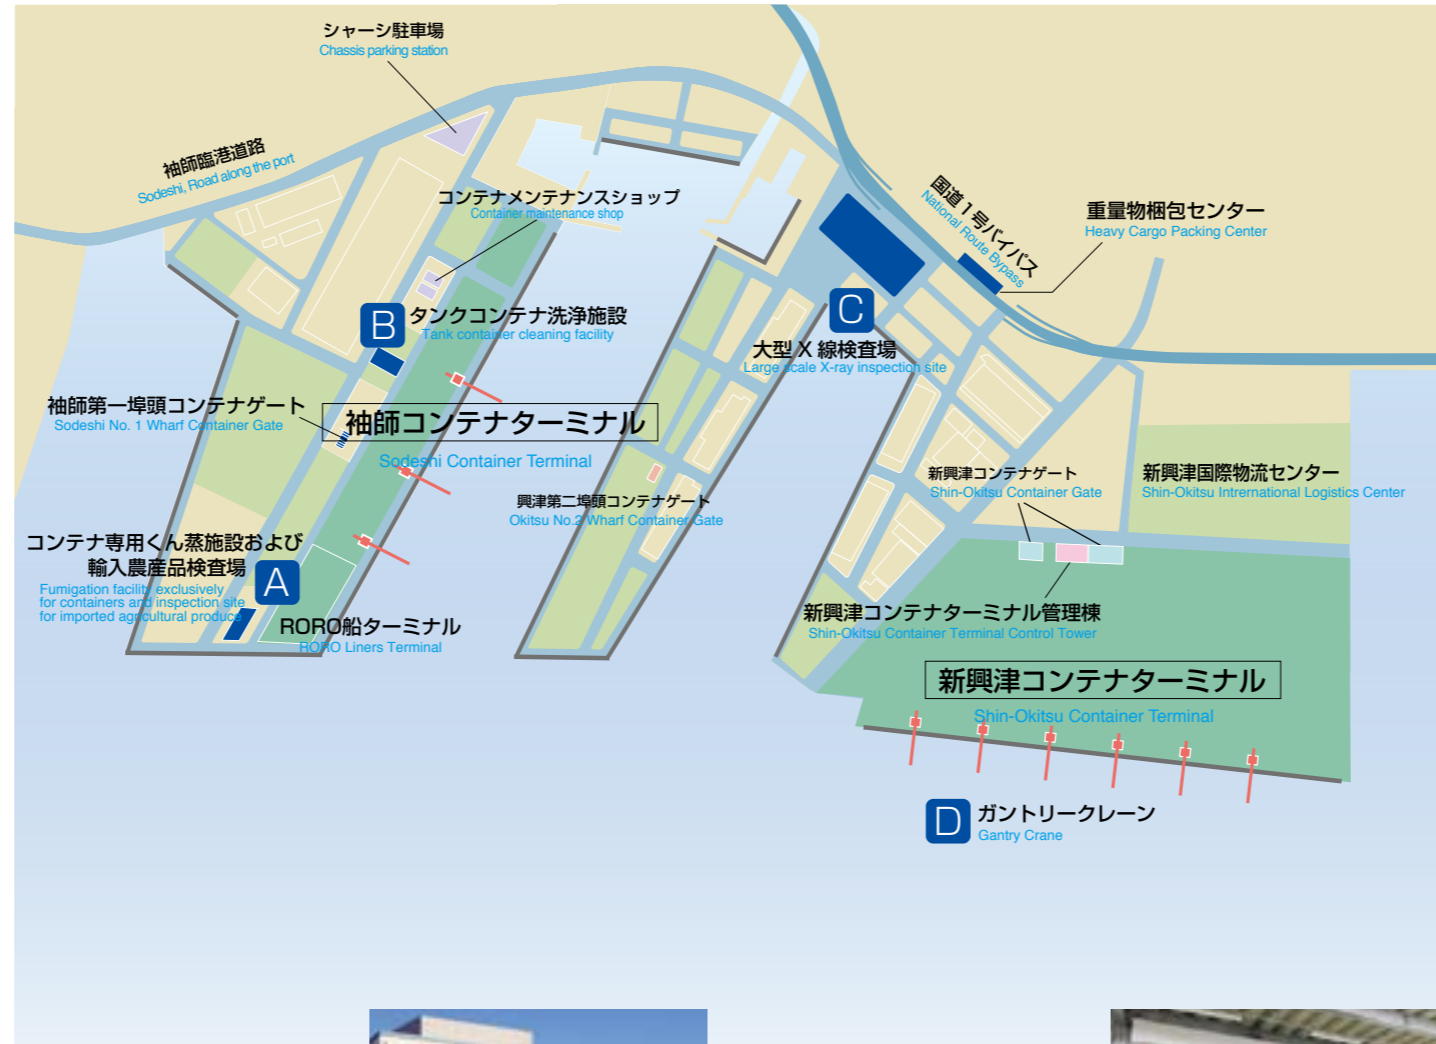 シャーシ駐車場
Chassis parking station
袖師臨港道路
Sodeshi, Road along the port
コンテナメンテナンスショップ
Container maintenance shop
国道1号バイパス
National Route Bypass
重量物梱包センター
Heavy Cargo Packing Center
B
タンクコンテナ洗浄施設
Tank container cleaning facility
C
大型 X 線検査場
Large scale X-ray inspection site
袖師第一埠頭コンテナゲート
Sodeshi No. 1 Wharf Container Gate
袖師コンテナターミナル
Sodeshi Container Terminal
興津第二埠頭コンテナゲート
Okitsu No.2 Wharf Container Gate
新興津コンテナゲート
Shin-Okitsu Container Gate
新興津国際物流センター
Shin-Okitsu Intrernational Logistics Center
コンテナ専用くん蒸施設および
輸入農産品検査場
Fumigation facility exclusively
for containers and inspection site
for imported agricultural produce
A
RORO船ターミナル
RORO Liners Terminal
新興津コンテナターミナル管理棟
Shin-Okitsu Container Terminal Control Tower
新興津コンテナターミナル
Shin-Okitsu Container Terminal
D
ガントリークレーン
Gantry Crane